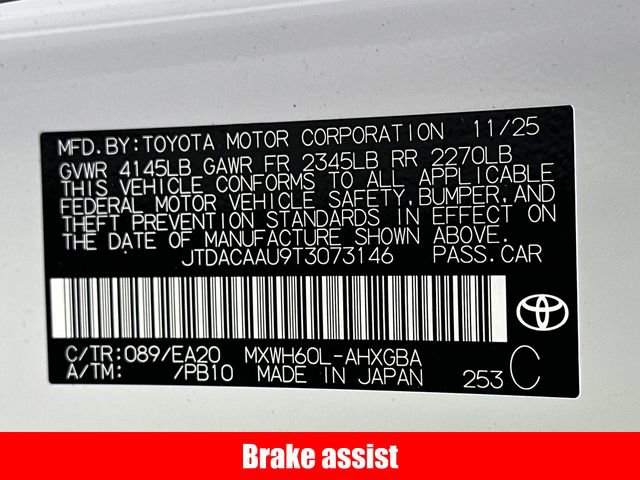 MFD.BY:TOYOTA MOTOR CORPORATION 11/25
GVWR 4145LB GAWR FR 2345LB RR 2270LB
THIS VEHICLE CONFORMS TO ALL APPLICABLE
FEDERAL MOTOR VEHICLE SAFETY,BUMPER,AND
THEFT PREVENTION STANDARDS IN EFFECT ON
THE DATE OF MANUFACTURE SHOWN ABOVE.
JTDACAAU9T3073146 PASS.CAR
C/TR:089/EA20 MXWH60L-AHXGBA
A/TM: /PB10 MADE IN JAPAN 253 C
Brake assist